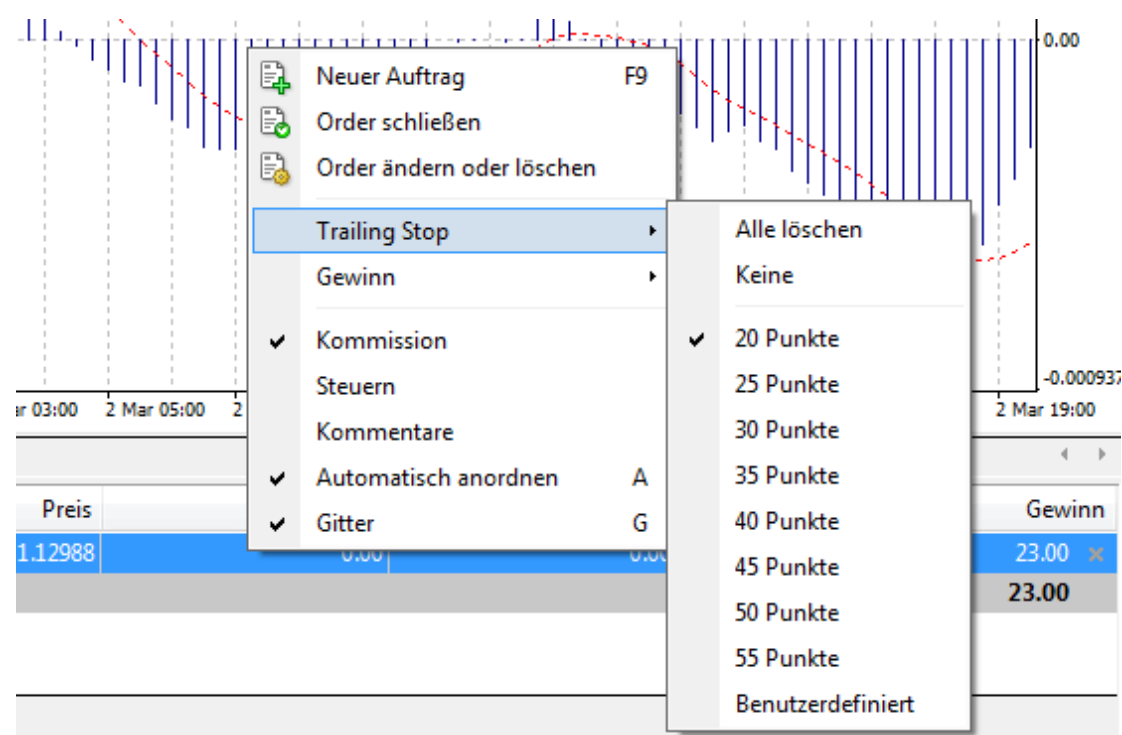 0.00
Neuer Auftrag F9
Order schließen
Order ändern oder löschen
Trailing Stop
Gewinn
Kommission
Steuern
Kommentare
Automatisch anordnen A
Gitter G
Alle löschen
Keine
20 Punkte
25 Punkte
30 Punkte
35 Punkte
40 Punkte
45 Punkte
50 Punkte
55 Punkte
Benutzerdefiniert
-0.000937
03:00 2 Mar 05:00 2 2 Mar 19:00
Preis Gewinn
1.12988 0.00 0.00 23.00
23.00